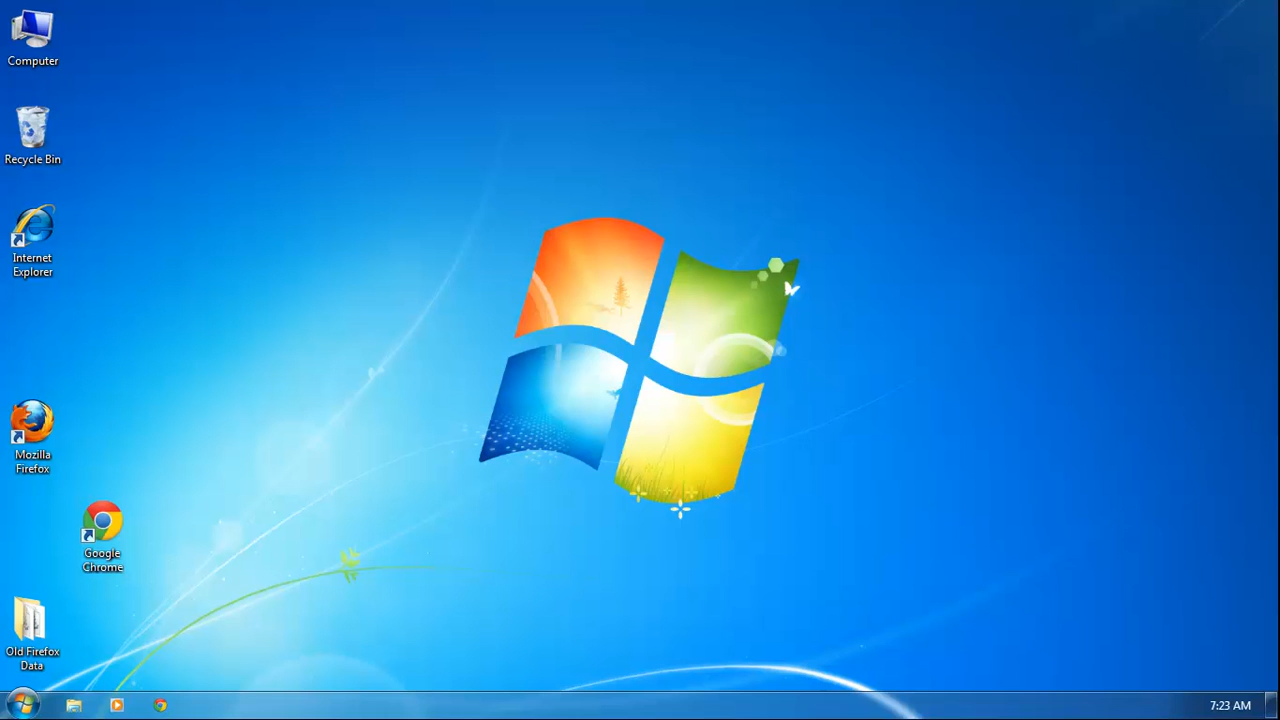 Computer
Recycle Bin
Internet
Explorer
Mozilla
Firefox
Google
Chrome
Old Firefox
Data
7:23 AM